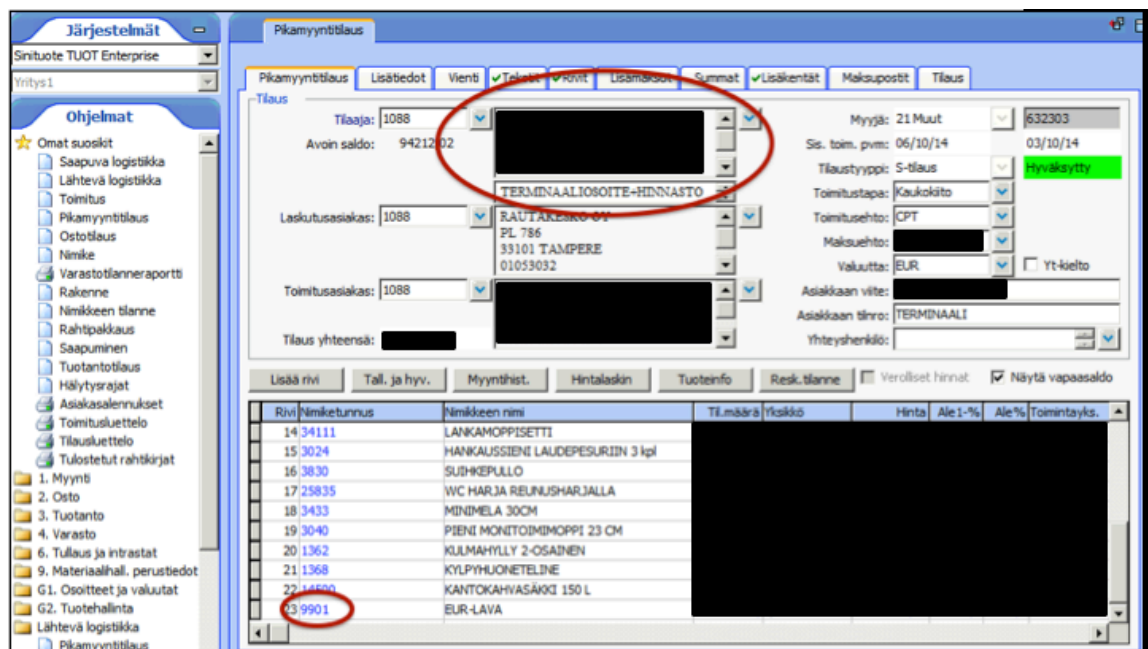 Järjestelmät
Sinituote TUOT Enterprise
Yritys1
Ohjelmat
Omat suosikit
Saapuva logistiikka
Lähtevä logistiikka
Toimitus
Pikamyyntitilaus
Ostotilaus
Nimike
Varastotilanneraportti
Rakenne
Nimikkeen tilanne
Rahtipakkaus
Saapuminen
Tuotantotilaus
Hälytysrajat
Asiakasalennukset
Toimitusluettelo
Tilausluettelo
Tulostetut rahtikirjat
1. Myynti
2. Osto
3. Tuotanto
4. Varasto
6. Tullaus ja intrastat
9. Materiaalihall. perustiedot
G1. Osoitteet ja valuutat
G2. Tuotehallinta
Lähtevä logistiikka
Pikamyyntitilaus
Pikamyyntitilaus
Pikamyyntitilaus Lisätiedot Vienti Tekstit Rivit Lisämaksut Summat Lisäkentät Maksupostit Tilaus
Tilaus
Tilaaja: 1088
Avoin saldo: 94212,02
TERMINAALIOSOITE+HINNASTO
Laskutusasiakas: 1088
RAUTAKESKO OY
PL 786
33101 TAMPERE
01053032
Toimitusasiakas: 1088
Tilaus yhteensä:
Myyjä: 21 Muut 632303
Sis. toim. pvm: 06/10/14 03/10/14
Tilaustyyppi: S-tilaus Hyväksytty
Toimitustapa: Kaukokiito
Toimitusehto: CPT
Maksuehto:
Valuutta: EUR Yt-kielto
Asiakkaan viite:
Asiakkaan tilnro: TERMINAALI
Yhteyshenkilö:
Lisää rivi Tall. ja hyv. Myyntihist. Hintalaskin Tuoteinfo Resk.tilanne Verolliset hinnat Näytä vapaasaldo
Rivi Nimiketunnus Nimikkeen nimi Til.määrä Yksikkö Hinta Ale1-% Ale% Toimintayks.
14 34111 LANKAMOPPISETTI
15 3024 HANKAUSSIENI LAUDEPESURIIN 3 kpl
16 3830 SUIHKEPULLO
17 25835 WC HARJA REUNUSHARJALLA
18 3433 MINIMELA 30CM
19 3040 PIENI MONITOIMIMOPPI 23 CM
20 1362 KULMAHYLLY 2-OSAINEN
21 1368 KYLPYHUONETELINE
22 KANTOKAHVASÄKKI 150 L
23 9901 EUR-LAVA